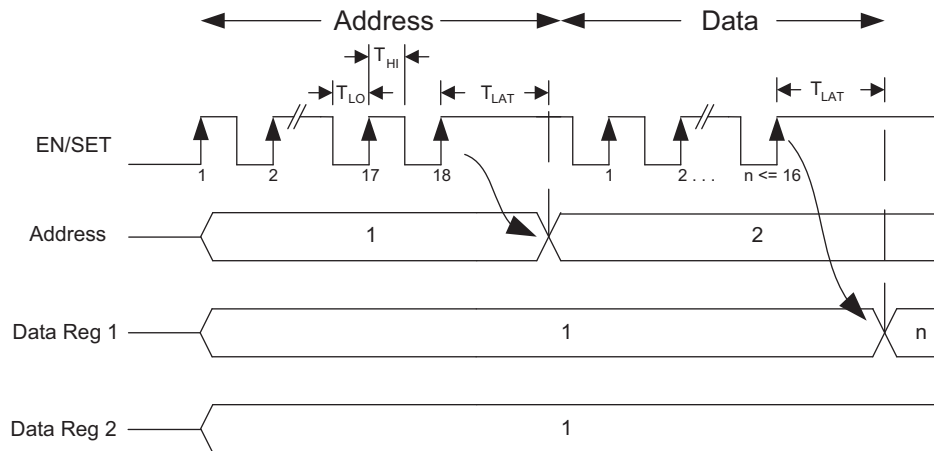 Address Data
T_HI
T_LO T_LAT T_LAT
EN/SET
1 2 17 18 1 2 . . . n <= 16
Address 1 2
Data Reg 1 1 n
Data Reg 2 1